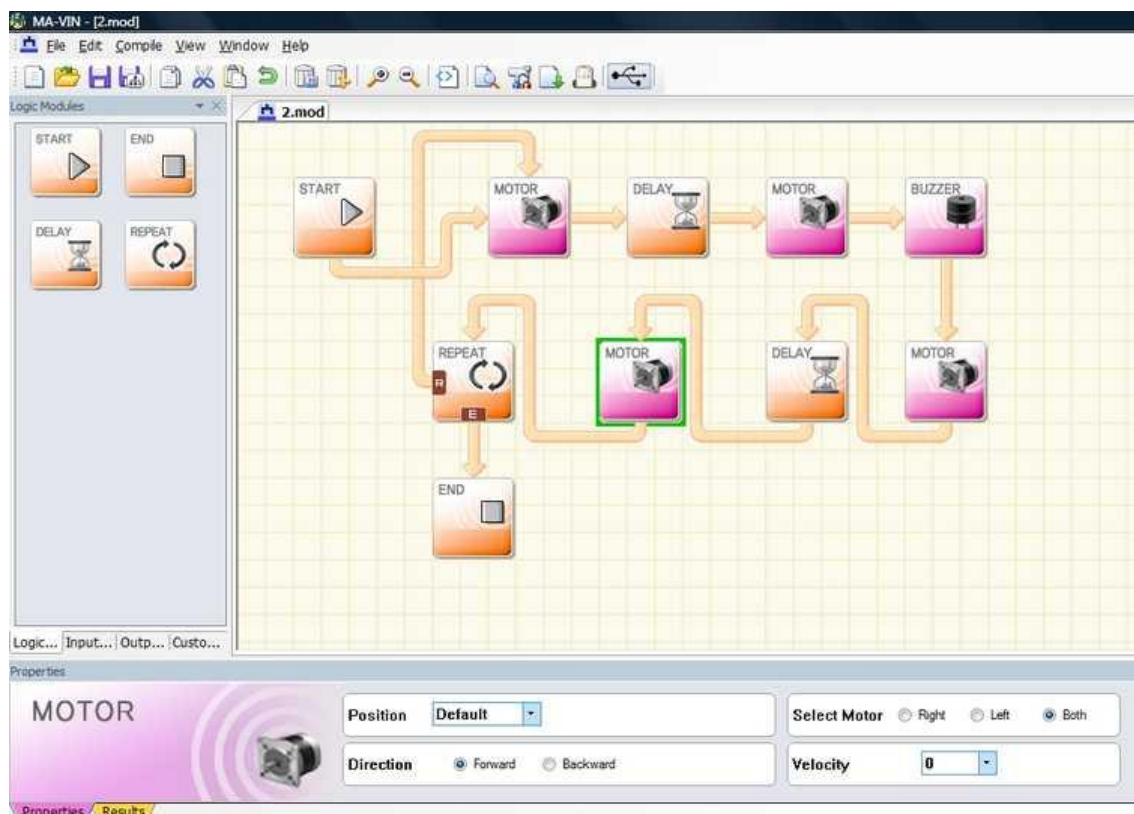 MA-VIN - [2.mod]
File Edit Compile View Window Help
Logic Modules
2.mod
START END
DELAY REPEAT
START MOTOR DELAY MOTOR BUZZER
REPEAT MOTOR DELAY MOTOR
R
E
END
Logic... Input... Outp... Custo...
Properties
MOTOR
Position Default
Select Motor Right Left Both
Direction Forward Backward
Velocity 0
Properties Results